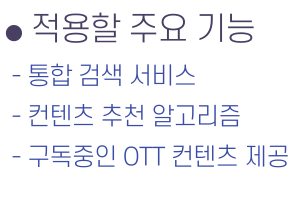 ● 적용할 주요 기능
- 통합 검색 서비스
- 컨텐츠 추천 알고리즘
- 구독중인 OTT 컨텐츠 제공